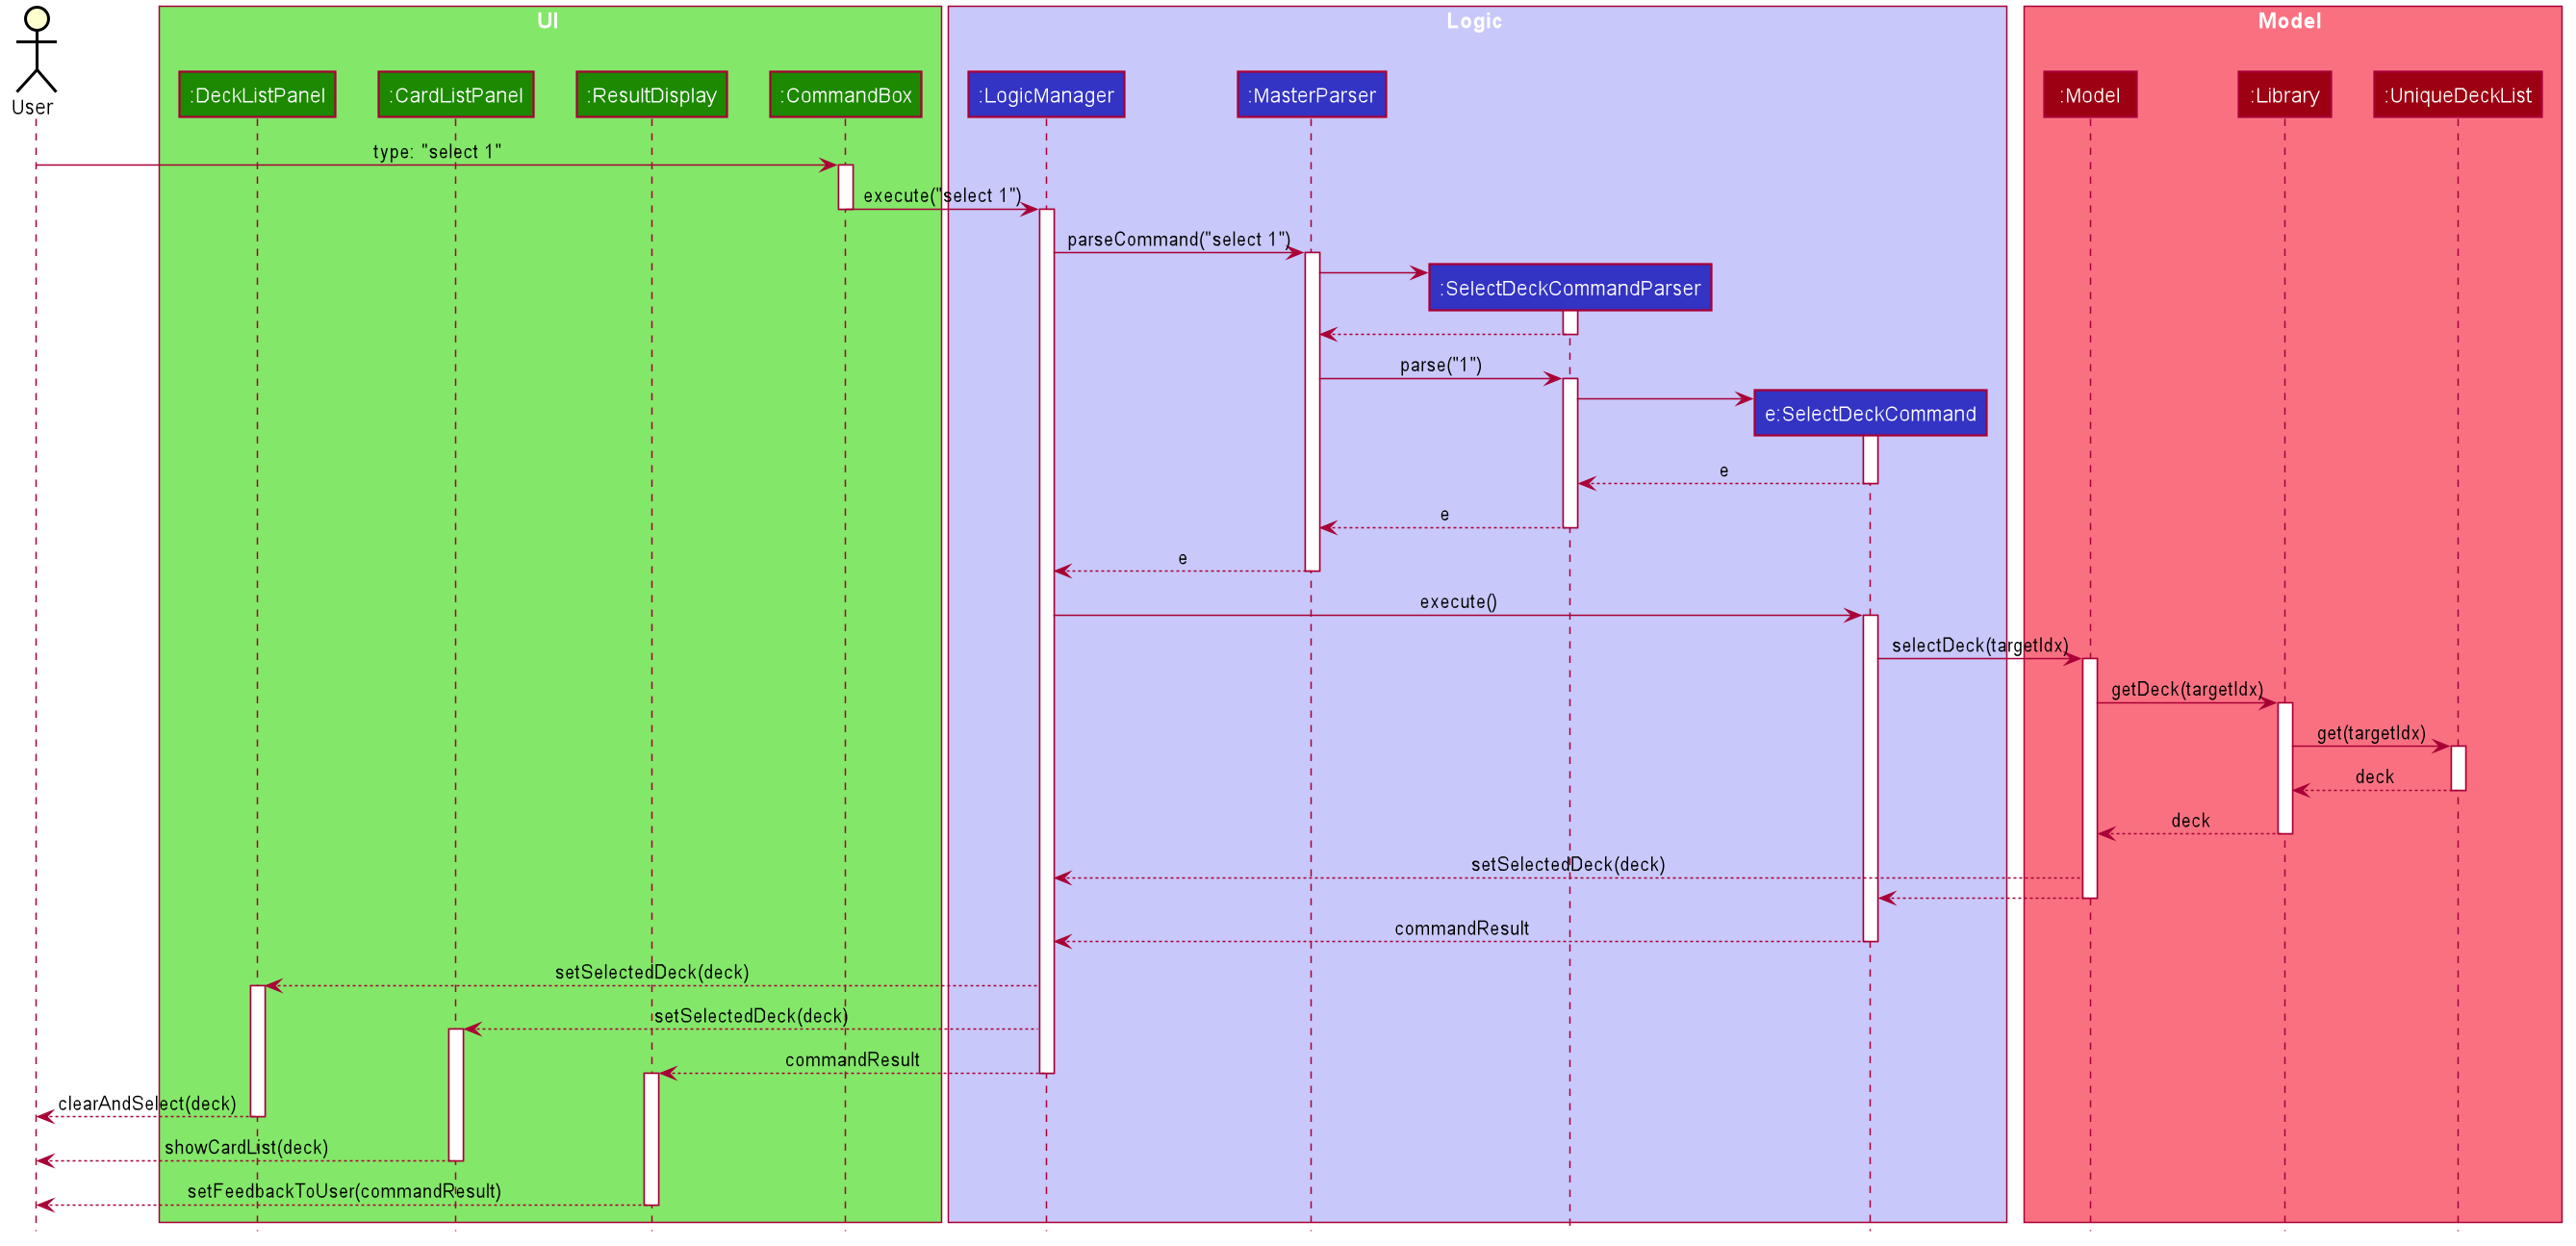 UI
Logic
Model
User
:DeckListPanel
:CardListPanel
:ResultDisplay
:CommandBox
:LogicManager
:MasterParser
:Model
:Library
:UniqueDeckList
type: "select 1"
execute("select 1")
parseCommand("select 1")
:SelectDeckCommandParser
parse("1")
e:SelectDeckCommand
e
e
e
execute()
selectDeck(targetIdx)
getDeck(targetIdx)
get(targetIdx)
deck
deck
setSelectedDeck(deck)
commandResult
setSelectedDeck(deck)
setSelectedDeck(deck)
commandResult
clearAndSelect(deck)
showCardList(deck)
setFeedbackToUser(commandResult)